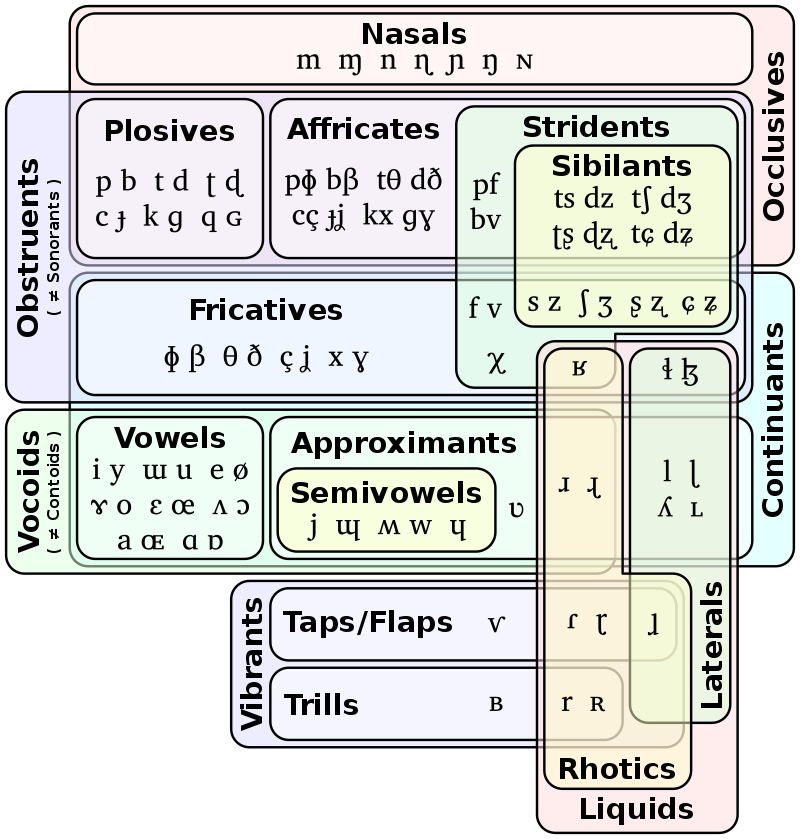 Nasals
m ɱ n ɳ ɲ ŋ ɴ
Occlusives
Obstruents
( ≠ Sonorants )
Plosives
p b t d ʈ ɖ
c ɟ k ɡ q ɢ
Affricates
pɸ bβ tθ dð
cç ɟʝ kx ɡɣ
Stridents
pf
bv
Sibilants
ts dz tʃ dʒ
ʈʂ ɖʐ tɕ dʑ
Fricatives
ɸ β θ ð ç ʝ x ɣ
f v
s z ʃ ʒ ʂ ʐ ɕ ʑ
χ
ʁ
ɬ ɮ
Continuants
Vocoids
( ≠ Contoids )
Vowels
i y ɯ u e ø
ɤ o ɛ œ ʌ ɔ
a ɶ ɑ ɒ
Approximants
Semivowels
j ɰ ʍ w ɥ
ʋ
ɹ ɻ
l ɭ
ʎ ʟ
Vibrants
Taps/Flaps
ⱱ
ɾ ɽ
ɺ
Laterals
Trills
ʙ
r ʀ
Rhotics
Liquids